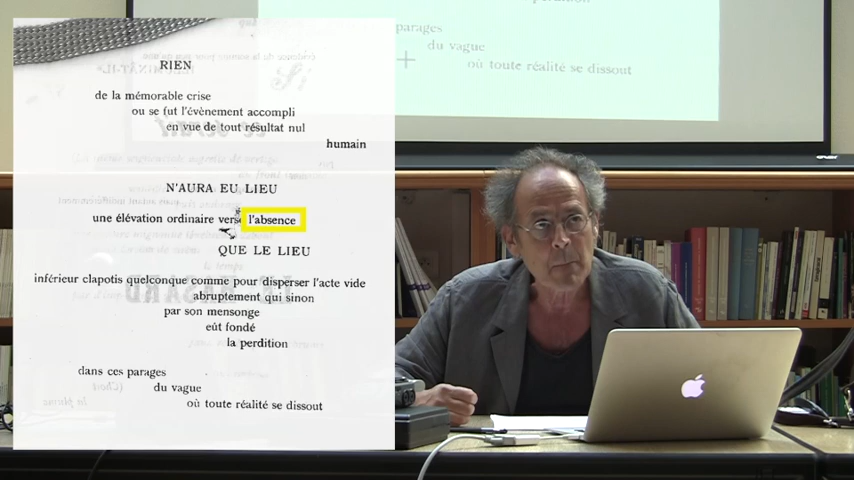 RIEN
de la mémorable crise
ou se fut l'évènement accompli
en vue de tout résultat nul
humain
N'AURA EU LIEU
une élévation ordinaire verse l'absence
QUE LE LIEU
inférieur clapotis quelconque comme pour disperser l'acte vide
abruptement qui sinon
par son mensonge
eût fondé
la perdition
dans ces parages
du vague
où toute réalité se dissout
perdition
parages
du vague
où toute réalité se dissout